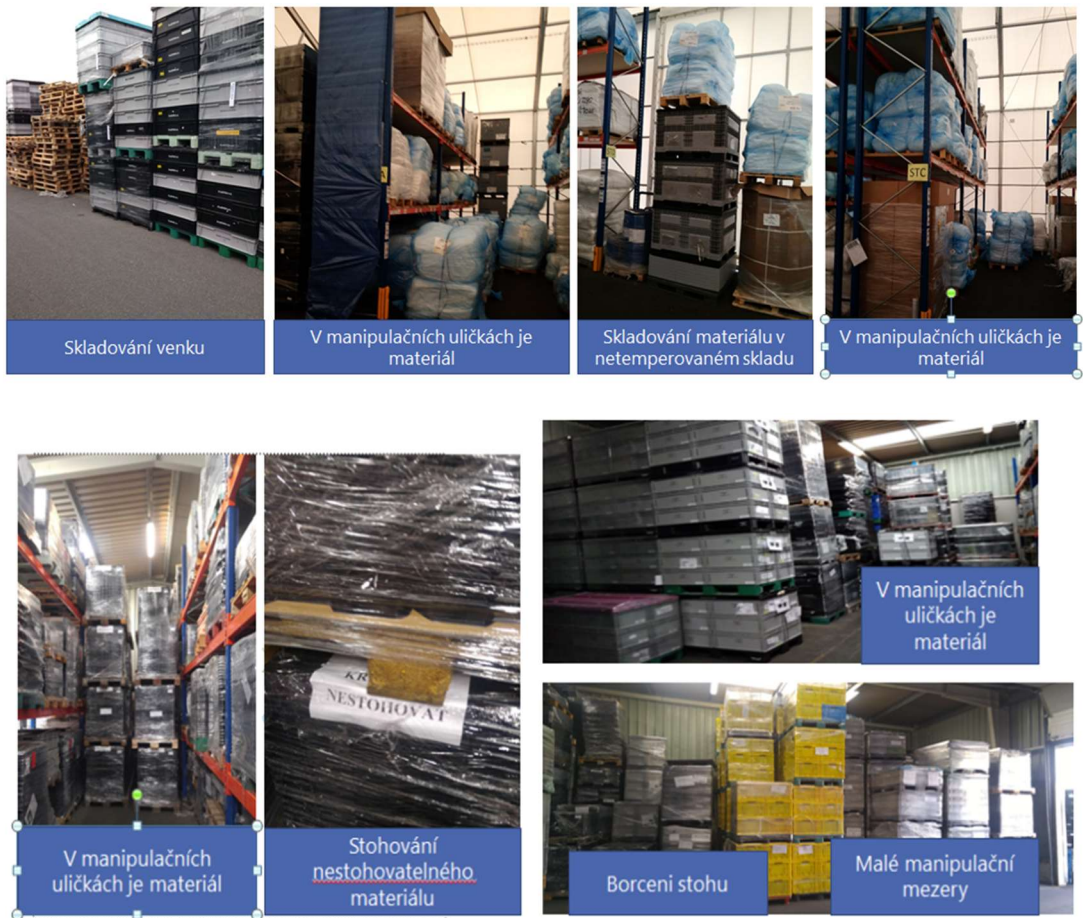 Skladování venku
V manipulačních uličkách je
materiál
Skladování materiálu v
netemperovaném skladu
STC
V manipulačních uličkách je
materiál
NESTOHOVAT
V manipulačních
uličkách je
materiál
V manipulačních
uličkách je materiál
Stohování
nestohovatelného
materiálu
Borceni stohu
Malé manipulační
mezery